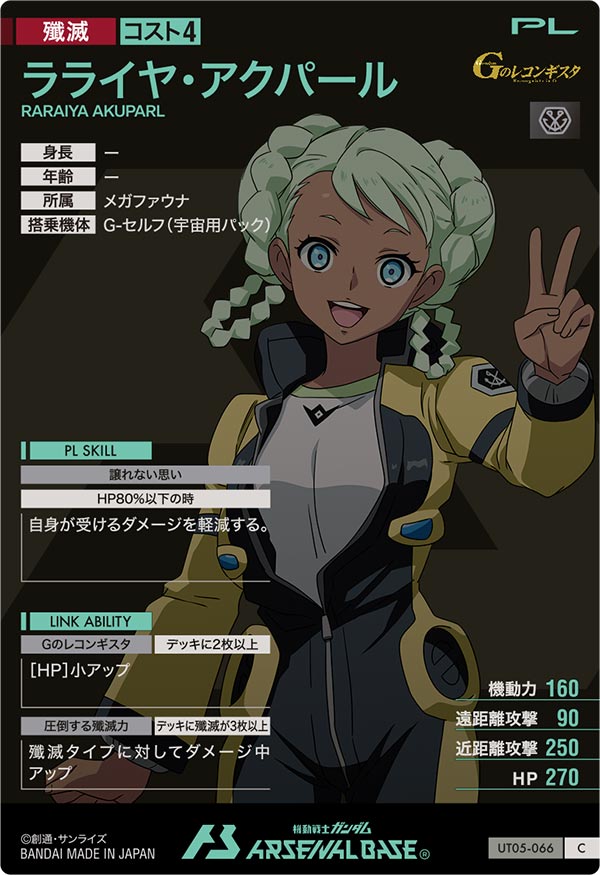 殲滅 コスト4 PL
ララィヤ・アクパール
RARAIYA AKUPARL
Gのレコンギスタ
身長 ー
年齢 ー
所属 メガファウナ
搭乗機体 G-セルフ(宇宙用パック)
PL SKILL
譲れない思い
HP80%以下の時
自身が受けるダメージを軽減する。
LINK ABILITY
Gのレコンギスタ デッキに2枚以上
[HP]小アップ
圧倒する殲滅力 デッキに殲滅が3枚以上
殲滅タイプに対してダメージ中
アップ
機動力 160
遠距離攻撃 90
近距離攻撃 250
HP 270
©創通・サンライズ
BANDAI MADE IN JAPAN
機動戦士ガンダム
ARSENAL BASE®
UT05-066 C